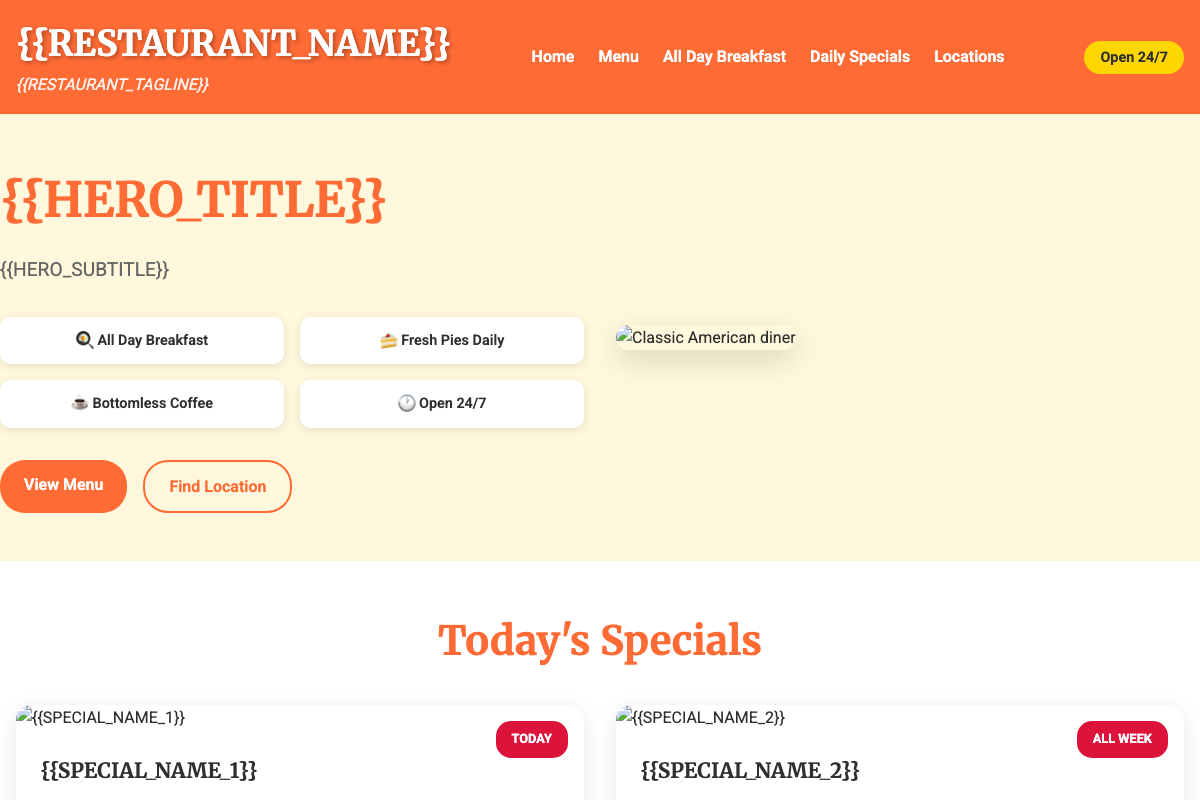 {{RESTAURANT_NAME}}
{{RESTAURANT_TAGLINE}}
Home Menu All Day Breakfast Daily Specials Locations
Open 24/7
{{HERO_TITLE}}
{{HERO_SUBTITLE}}
🍳 All Day Breakfast
🍰 Fresh Pies Daily
☕ Bottomless Coffee
🕐 Open 24/7
Classic American diner
View Menu
Find Location
Today's Specials
{{SPECIAL_NAME_1}}
TODAY
{{SPECIAL_NAME_1}}
{{SPECIAL_NAME_2}}
ALL WEEK
{{SPECIAL_NAME_2}}